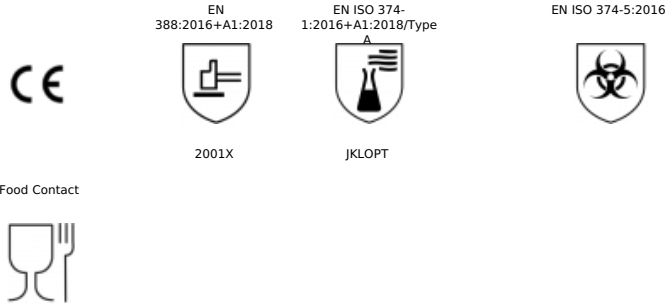 EN
388:2016+A1:2018
EN ISO 374-
1:2016+A1:2018/Type
A
EN ISO 374-5:2016
CE
2001X
JKLOPT
Food Contact